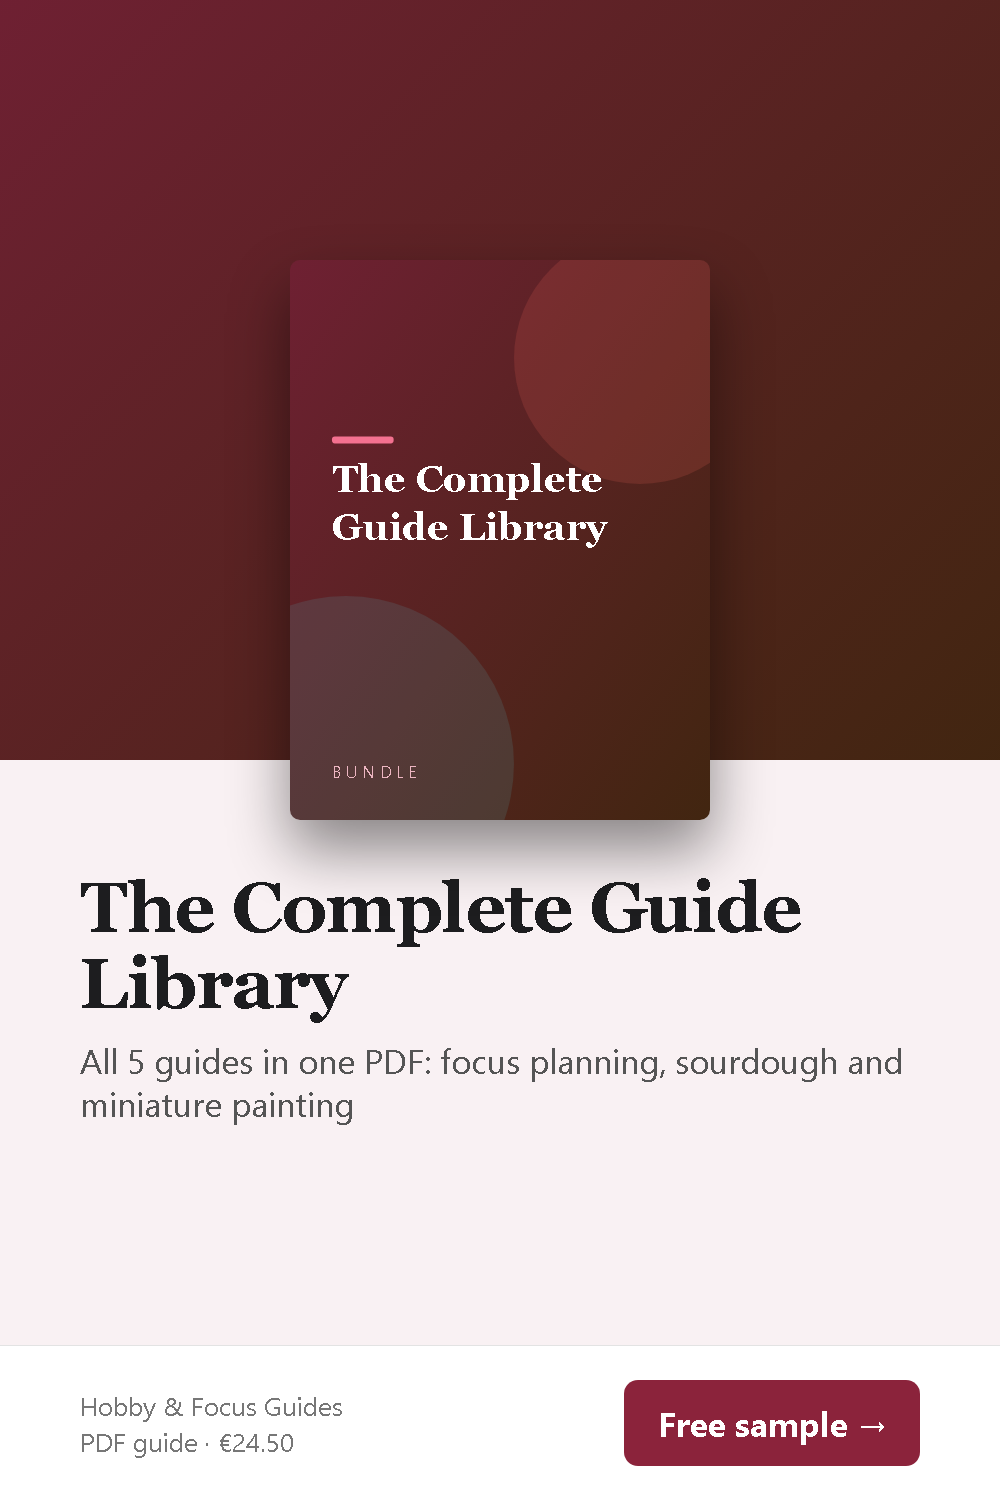 The Complete
Guide Library
BUNDLE
The Complete Guide
Library
All 5 guides in one PDF: focus planning, sourdough and
miniature painting
Hobby & Focus Guides
PDF guide · €24.50
Free sample →